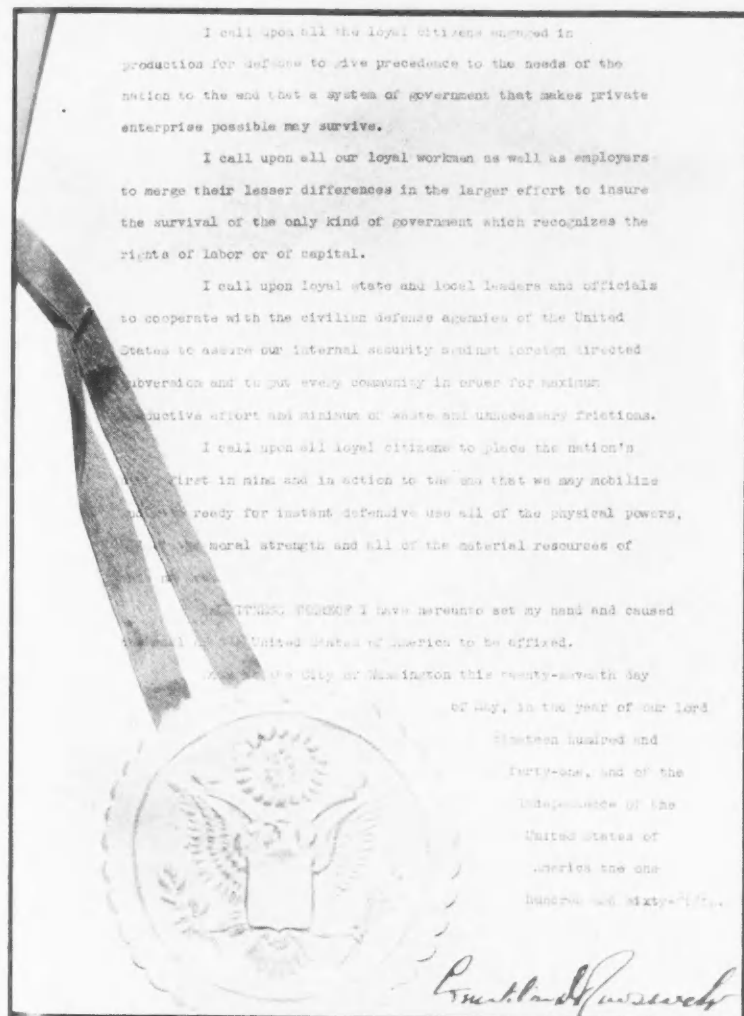 I call upon all the loyal citizens engaged in
production for defense to give precedence to the needs of the
nation to the end that a system of government that makes private
enterprise possible may survive.
I call upon all our loyal workmen as well as employers
to merge their lesser differences in the larger effort to insure
the survival of the only kind of government which recognizes the
rights of labor or of capital.
I call upon loyal state and local leaders and officials
to cooperate with the civilian defense agencies of the United
States to assure our internal security against foreign directed
subversion and to put every community in order for maximum
productive effort and minimum of waste and unnecessary frictions.
I call upon all loyal citizens to place the nation's
first in mind and in action to the end that we may mobilize
ready for instant defensive use all of the physical powers,
moral strength and all of the material resources of
I have hereunto set my hand and caused
United States of America to be affixed.
the City of Washington this twenty-seventh day
of May, in the year of our lord
nineteen hundred and
forty-one, and of the
independence of the
United States of
America the one
hundred and sixty-fifth.
Franklin D Roosevelt